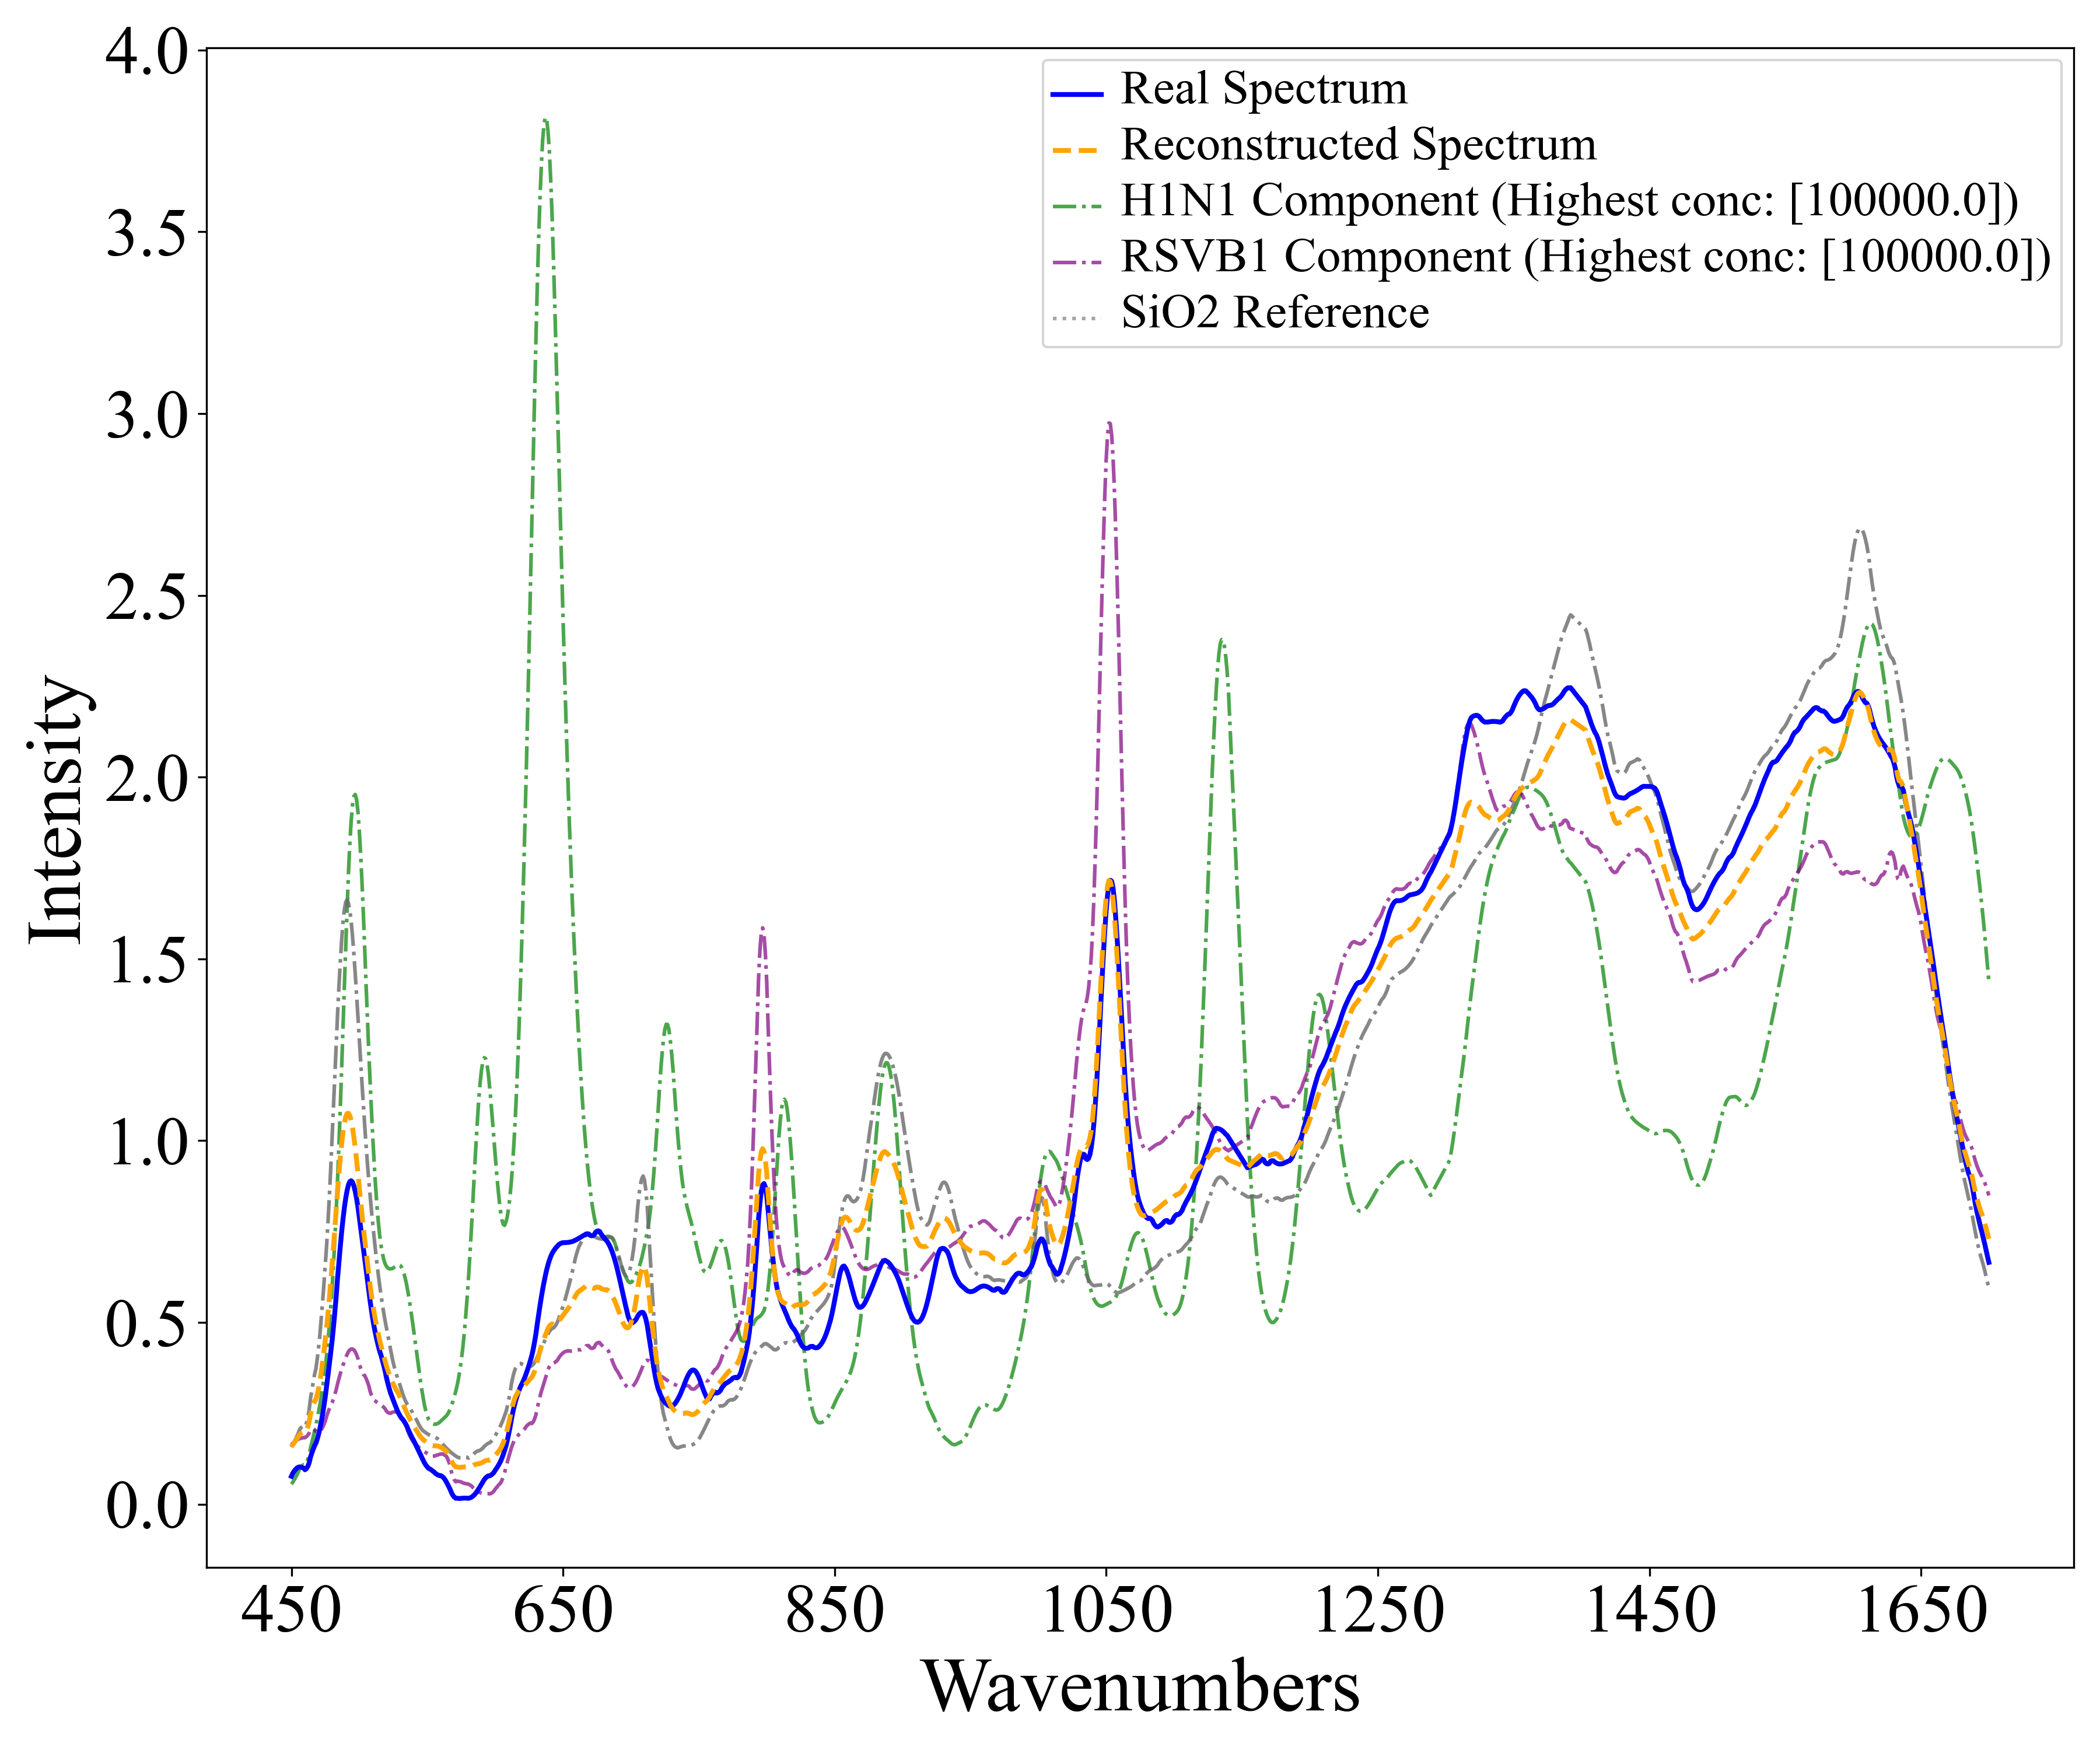 4.0
3.5
3.0
2.5
2.0
1.5
1.0
0.5
0.0
Intensity
Real Spectrum
Reconstructed Spectrum
H1N1 Component (Highest conc: [100000.0])
RSVB1 Component (Highest conc: [100000.0])
SiO2 Reference
450 650 850 1050 1250 1450 1650
Wavenumbers